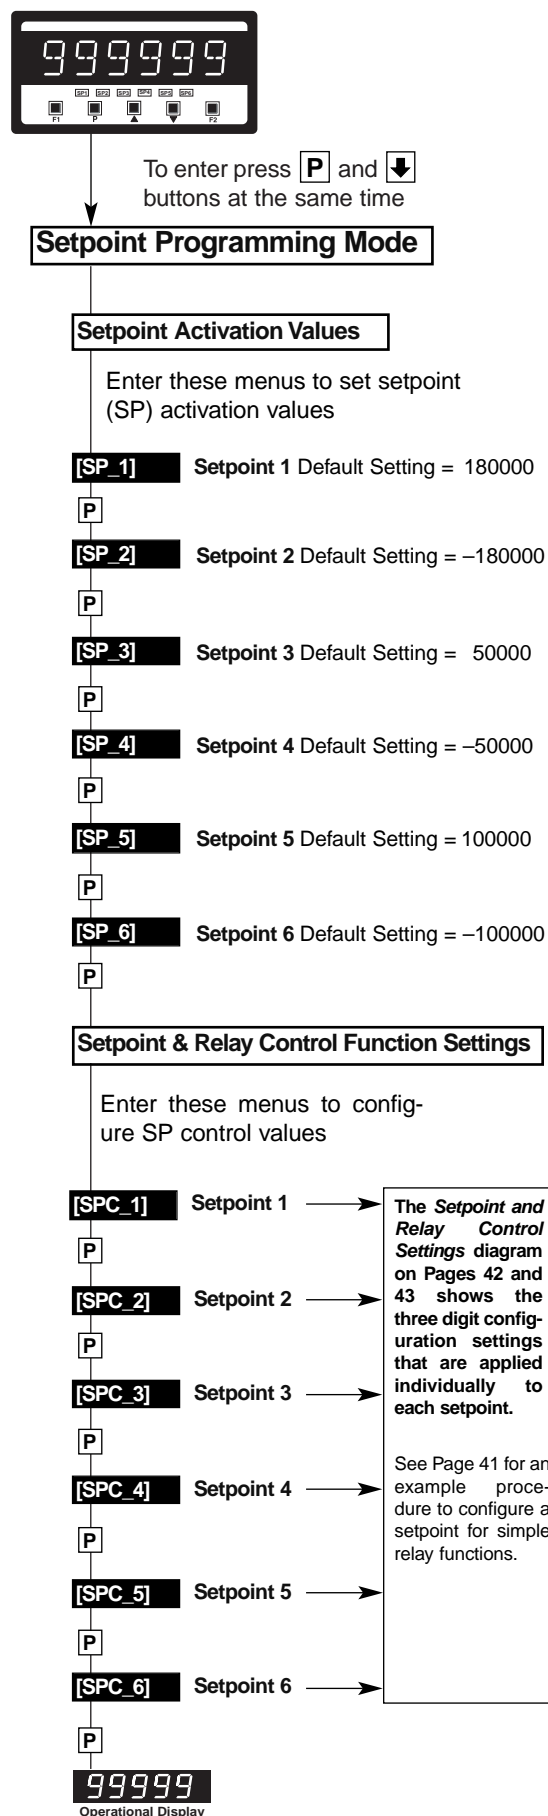 999999
SP1 SP2 SP3 SP4 SP5 SP6
F1 P F2
To enter press P and
buttons at the same time
Setpoint Programming Mode
Setpoint Activation Values
Enter these menus to set setpoint
(SP) activation values
[SP_1] Setpoint 1 Default Setting = 180000
P
[SP_2] Setpoint 2 Default Setting = –180000
P
[SP_3] Setpoint 3 Default Setting = 50000
P
[SP_4] Setpoint 4 Default Setting = –50000
P
[SP_5] Setpoint 5 Default Setting = 100000
P
[SP_6] Setpoint 6 Default Setting = –100000
P
Setpoint & Relay Control Function Settings
Enter these menus to config-
ure SP control values
[SPC_1] Setpoint 1
P
[SPC_2] Setpoint 2
P
[SPC_3] Setpoint 3
P
[SPC_4] Setpoint 4
P
[SPC_5] Setpoint 5
P
[SPC_6] Setpoint 6
P
The Setpoint and
Relay Control
Settings diagram
on Pages 42 and
43 shows the
three digit config-
uration settings
that are applied
individually to
each setpoint.
See Page 41 for an
example proce-
dure to configure a
setpoint for simple
relay functions.
99999
Operational Display